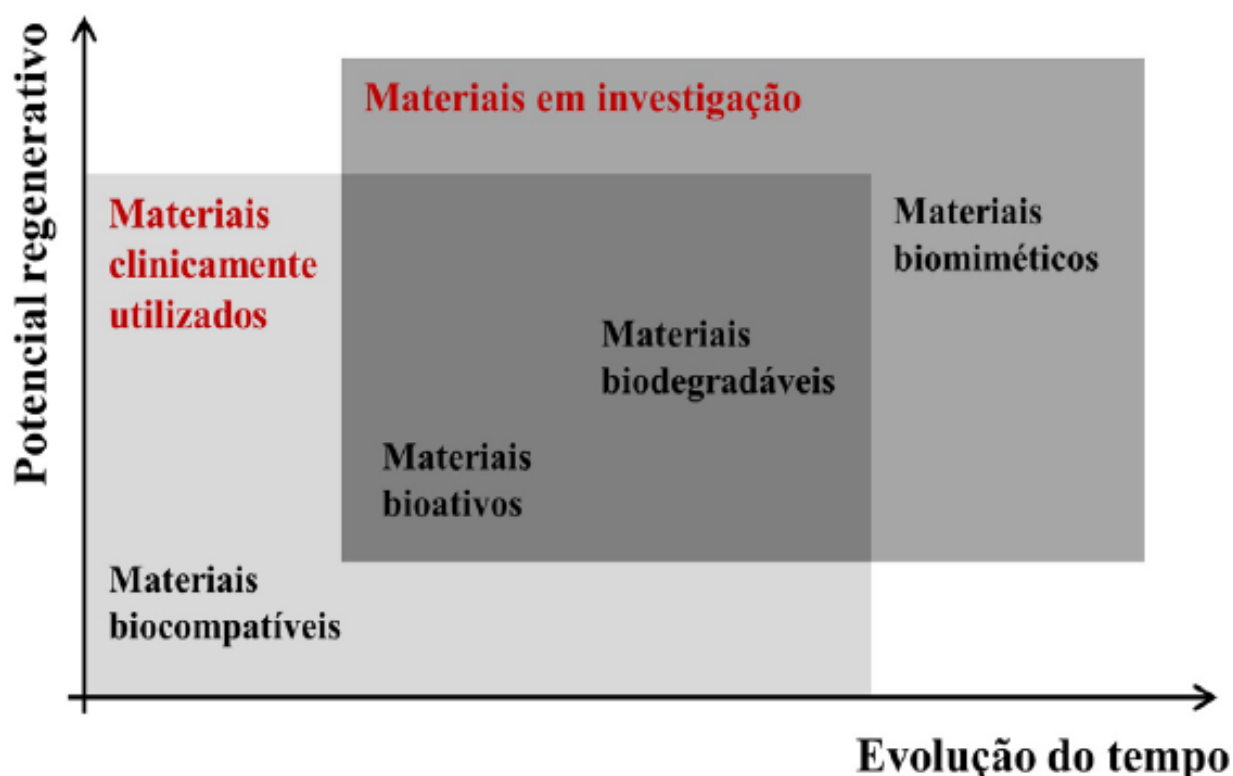 Potencial regenerativo
Materiais em investigação
Materiais
clinicamente
utilizados
Materiais
biomiméticos
Materiais
biodegradáveis
Materiais
bioativos
Materiais
biocompatíveis
Evolução do tempo